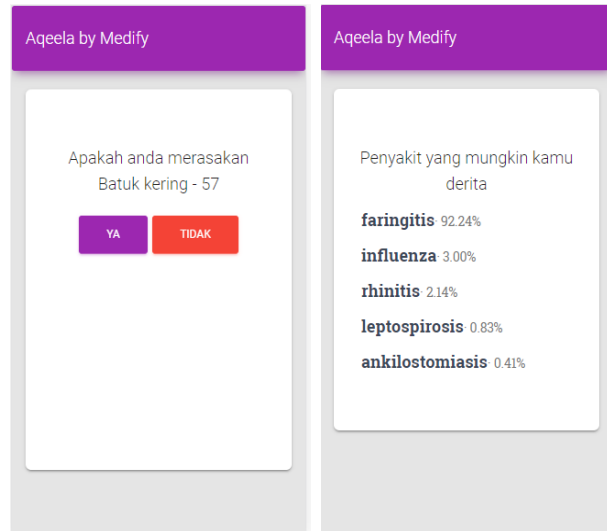 Aqeela by Medify
Apakah anda merasakan
Batuk kering - 57
YA
TIDAK
Aqeela by Medify
Penyakit yang mungkin kamu
derita
faringitis· 92.24%
influenza· 3.00%
rhinitis· 2.14%
leptospirosis· 0.83%
ankilostomiasis· 0.41%